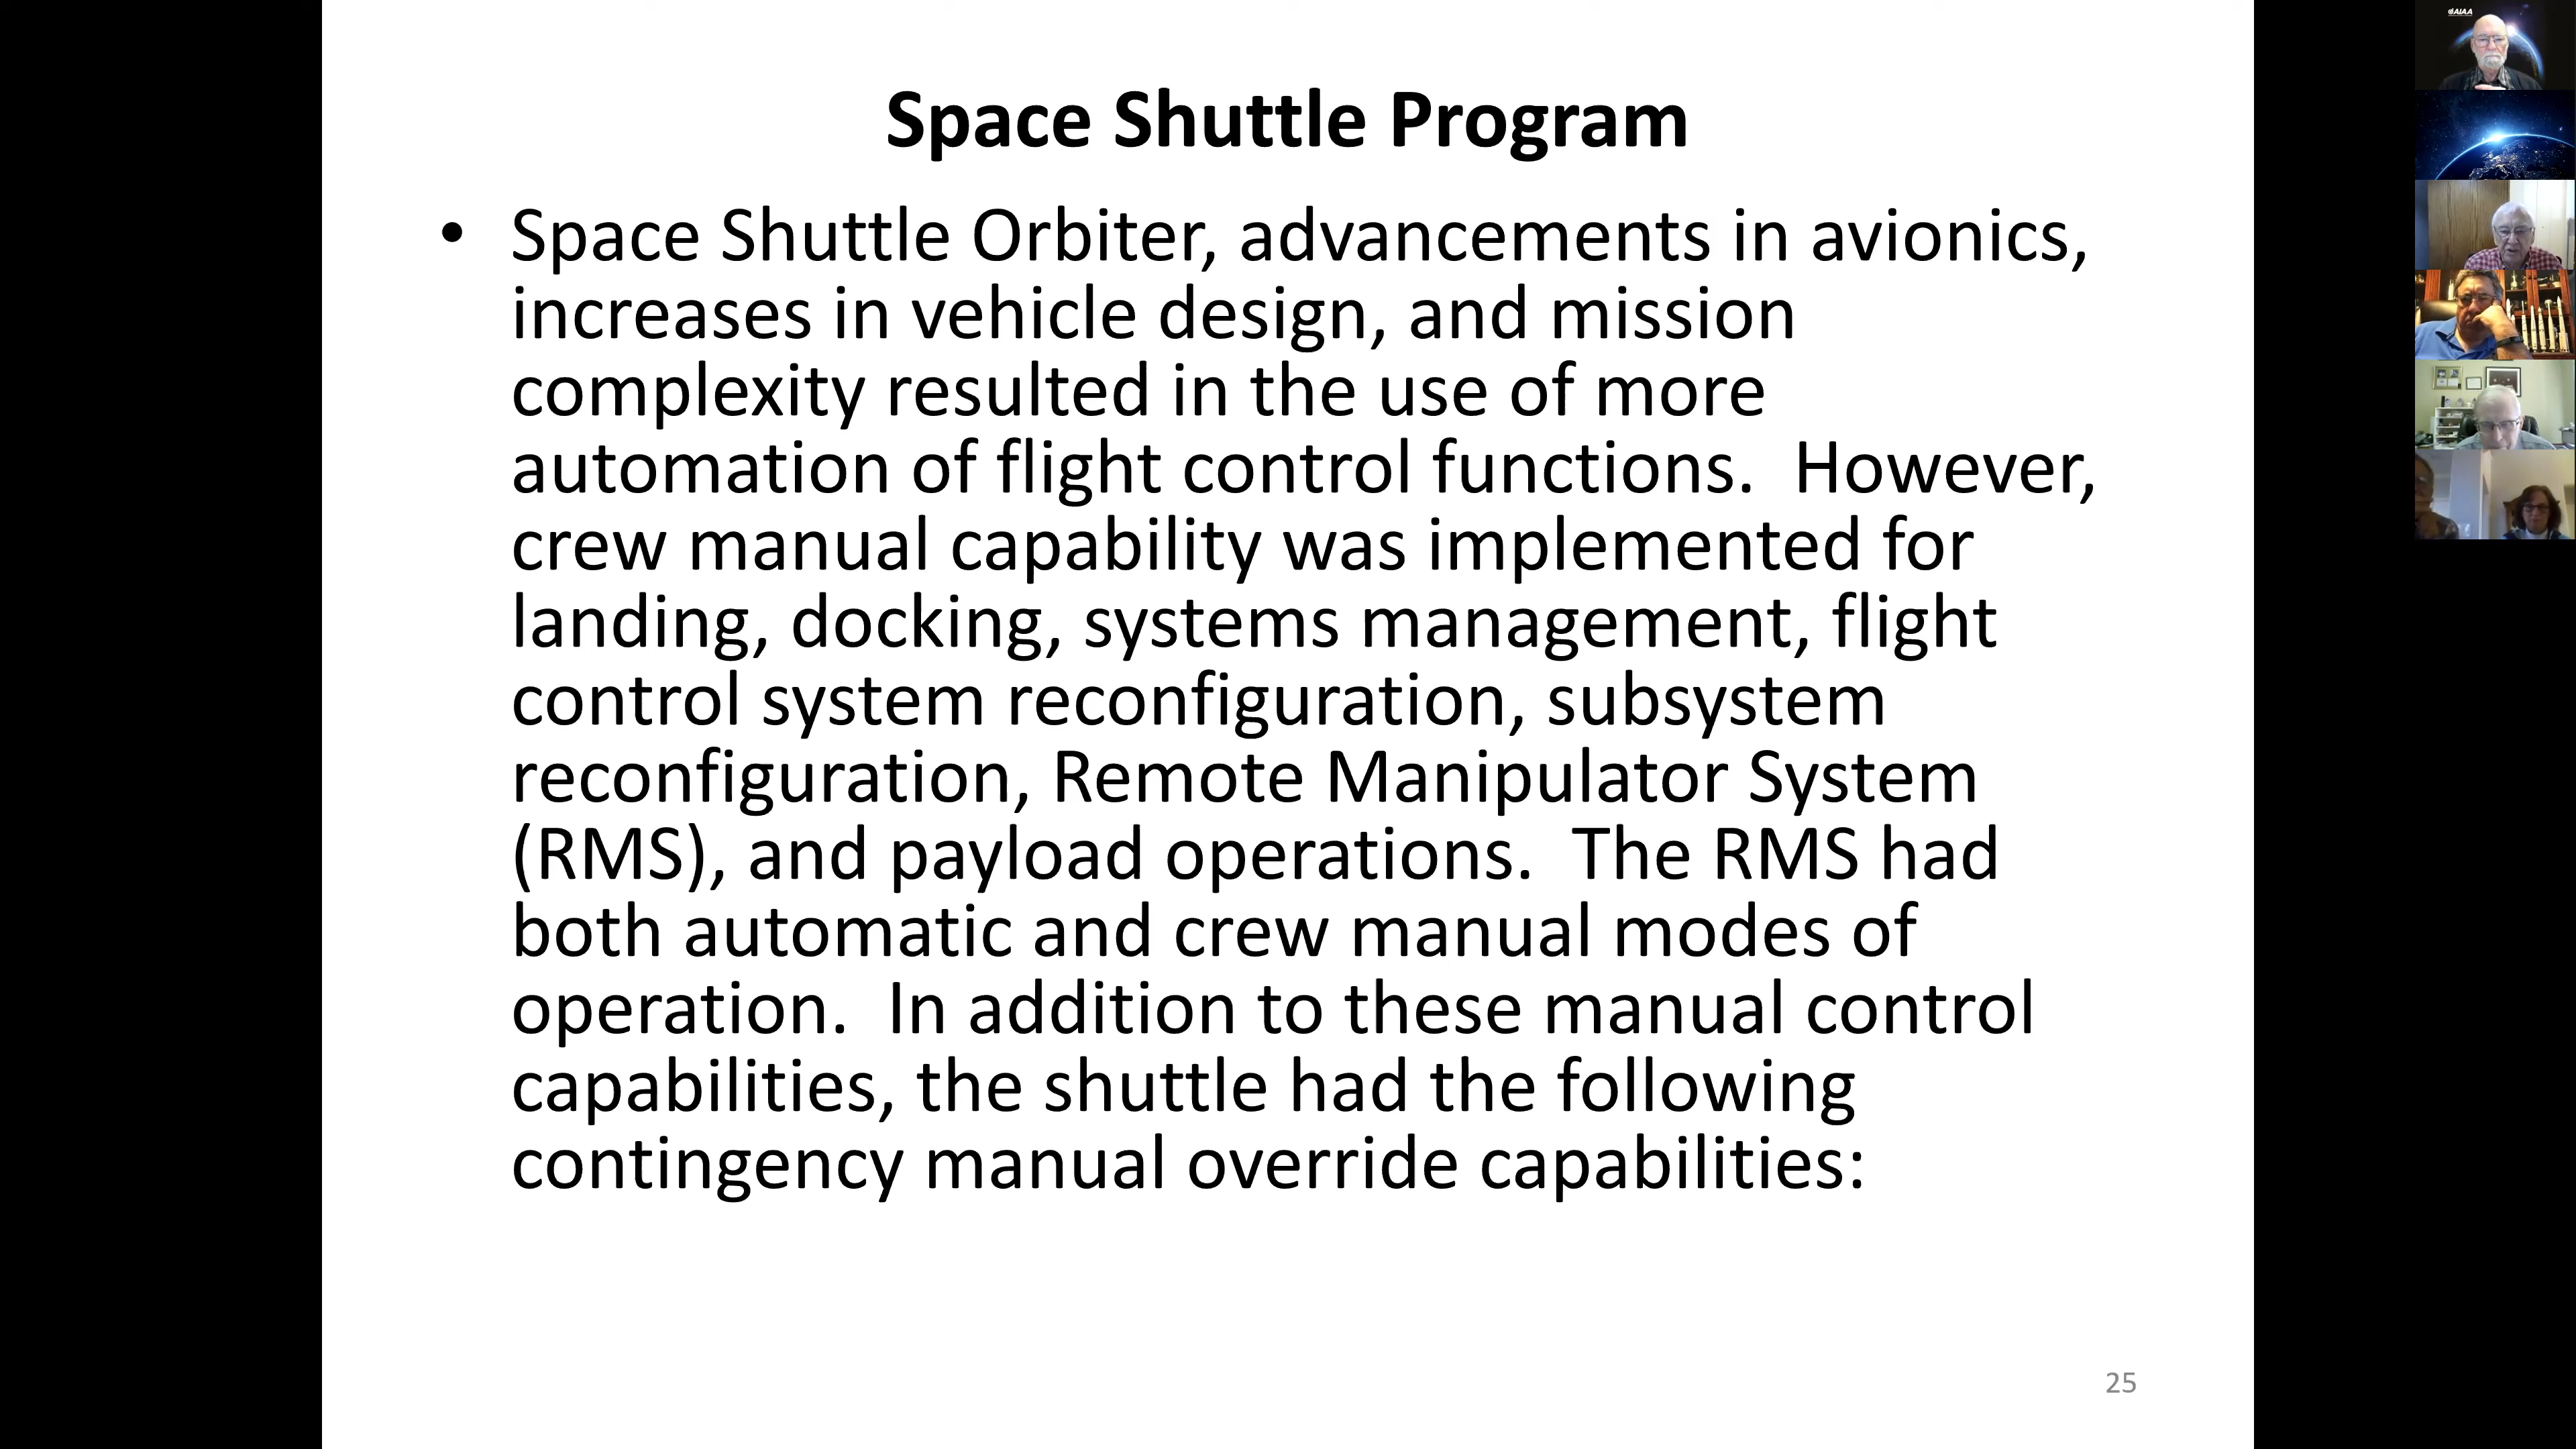 Space Shuttle Program
• Space Shuttle Orbiter, advancements in avionics,
increases in vehicle design, and mission
complexity resulted in the use of more
automation of flight control functions.  However,
crew manual capability was implemented for
landing, docking, systems management, flight
control system reconfiguration, subsystem
reconfiguration, Remote Manipulator System
(RMS), and payload operations.  The RMS had
both automatic and crew manual modes of
operation.  In addition to these manual control
capabilities, the shuttle had the following
contingency manual override capabilities:
25
AIAA